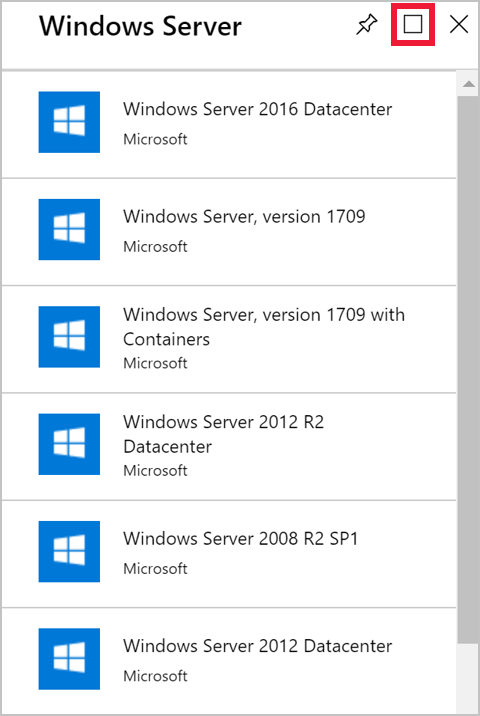 Windows Server
Windows Server 2016 Datacenter
Microsoft
Windows Server, version 1709
Microsoft
Windows Server, version 1709 with
Containers
Microsoft
Windows Server 2012 R2
Datacenter
Microsoft
Windows Server 2008 R2 SP1
Microsoft
Windows Server 2012 Datacenter
Microsoft